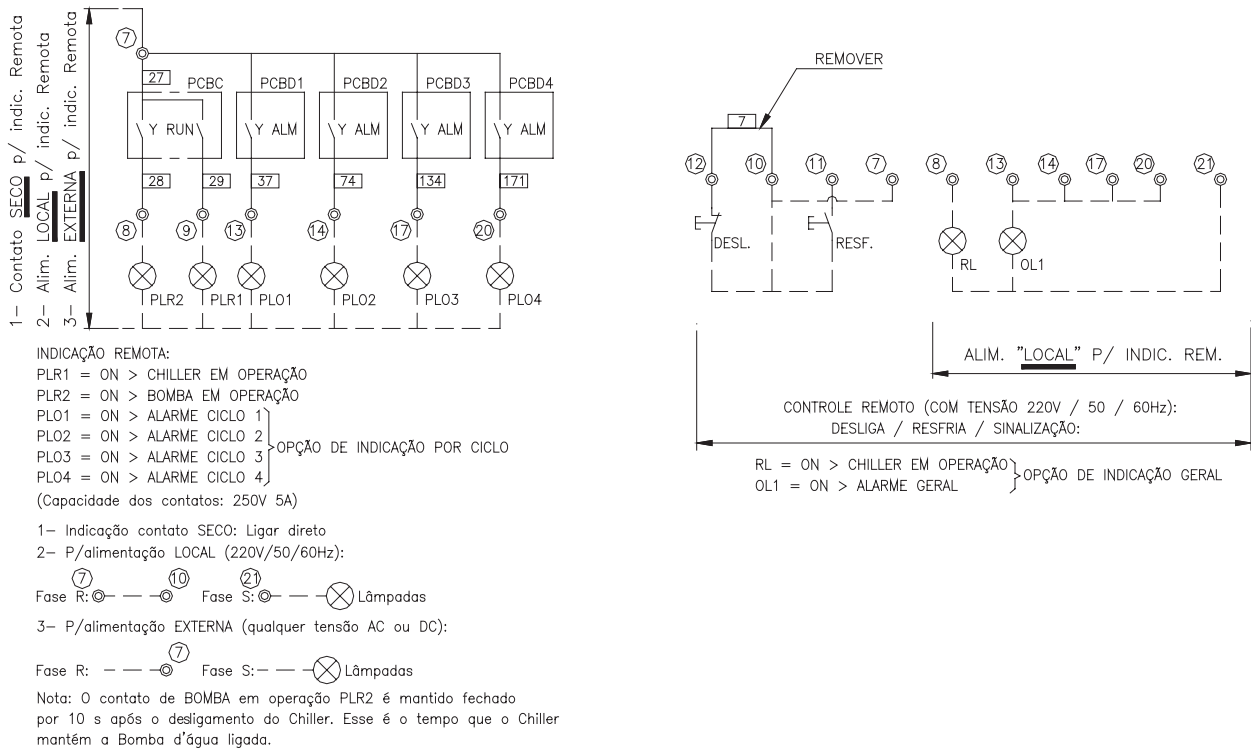 1– Contato SECO p/ indic. Remota
2– Alim. LOCAL p/ indic. Remota
3– Alim. EXTERNA p/ indic. Remota
7
27
PCBC
PCBD1
PCBD2
PCBD3
PCBD4
Y RUN
Y ALM
Y ALM
Y ALM
Y ALM
28
29
37
74
134
171
8
9
13
14
17
20
PLR2
PLR1
PLO1
PLO2
PLO3
PLO4
INDICAÇÃO REMOTA:
PLR1 = ON > CHILLER EM OPERAÇÃO
PLR2 = ON > BOMBA EM OPERAÇÃO
PLO1 = ON > ALARME CICLO 1
PLO2 = ON > ALARME CICLO 2
PLO3 = ON > ALARME CICLO 3
PLO4 = ON > ALARME CICLO 4
OPÇÃO DE INDICAÇÃO POR CICLO
(Capacidade dos contatos: 250V 5A)
1– Indicação contato SECO: Ligar direto
2– P/alimentação LOCAL (220V/50/60Hz):
7
10
21
Fase R:
Fase S:
Lâmpadas
3– P/alimentação EXTERNA (qualquer tensão AC ou DC):
7
Fase R:
Fase S:
Lâmpadas
Nota: O contato de BOMBA em operação PLR2 é mantido fechado
por 10 s após o desligamento do Chiller. Esse é o tempo que o Chiller
mantém a Bomba d'água ligada.
REMOVER
7
12
10
11
7
8
13
14
17
20
21
DESL.
RESF.
RL
OL1
ALIM. "LOCAL" P/ INDIC. REM.
CONTROLE REMOTO (COM TENSÃO 220V / 50 / 60Hz):
DESLIGA / RESFRIA / SINALIZAÇÃO:
RL = ON > CHILLER EM OPERAÇÃO
OL1 = ON > ALARME GERAL
OPÇÃO DE INDICAÇÃO GERAL